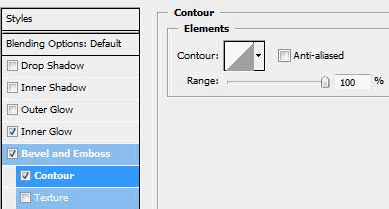 Styles
Blending Options: Default
Drop Shadow
Inner Shadow
Outer Glow
Inner Glow
Bevel and Emboss
Contour
Texture
Contour
Elements
Contour: Anti-aliased
Range: 100 %